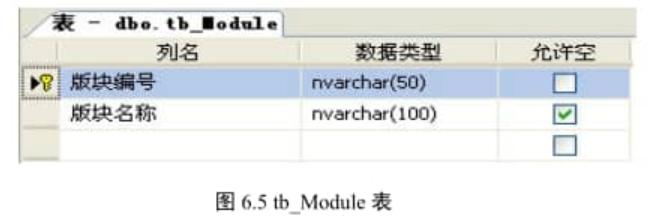 表 - dbo.tb_Module
列名 数据类型 允许空
版块编号 nvarchar(50)
版块名称 nvarchar(100)
图 6.5 tb_Module 表